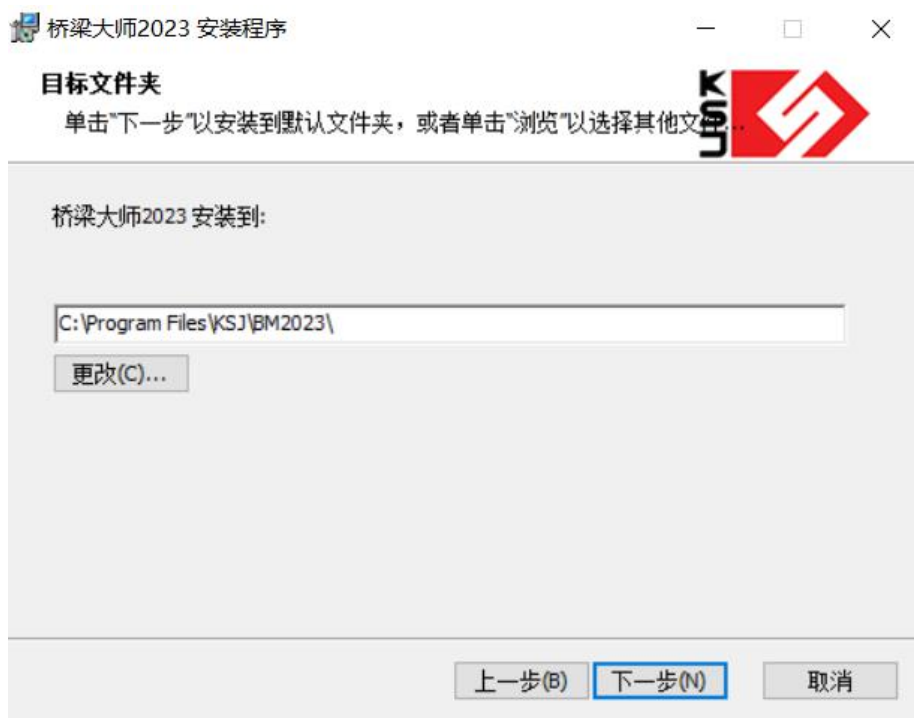 桥梁大师2023 安装程序
目标文件夹
单击"下一步"以安装到默认文件夹，或者单击"浏览"以选择其他文件...
KSJ
桥梁大师2023 安装到:
C:\Program Files\KSJ\BM2023\
更改(C)...
上一步(B) 下一步(N) 取消